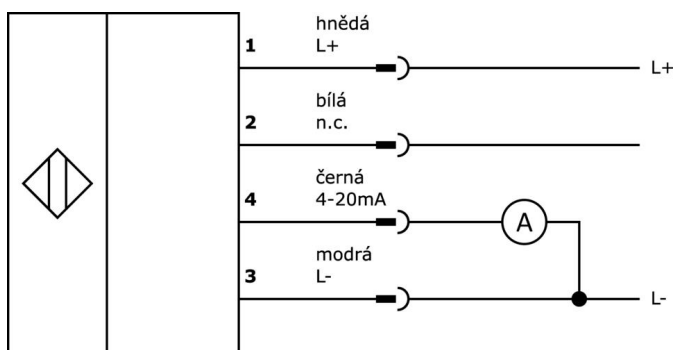 hnědá
1 L+
L+
bílá
2 n.c.
černá
4 4-20mA
A
modrá
3 L-
L-